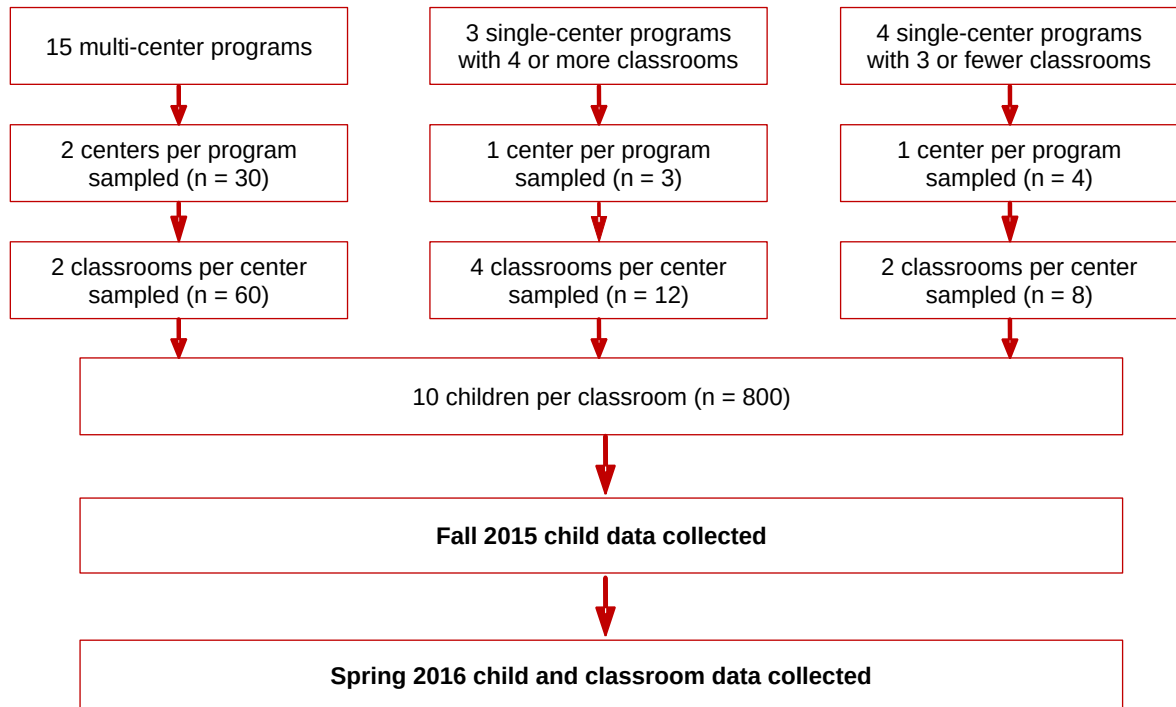 15 multi-center programs
3 single-center programs
with 4 or more classrooms
4 single-center programs
with 3 or fewer classrooms
2 centers per program
sampled (n = 30)
1 center per program
sampled (n = 3)
1 center per program
sampled (n = 4)
2 classrooms per center
sampled (n = 60)
4 classrooms per center
sampled (n = 12)
2 classrooms per center
sampled (n = 8)
10 children per classroom (n = 800)
Fall 2015 child data collected
Spring 2016 child and classroom data collected